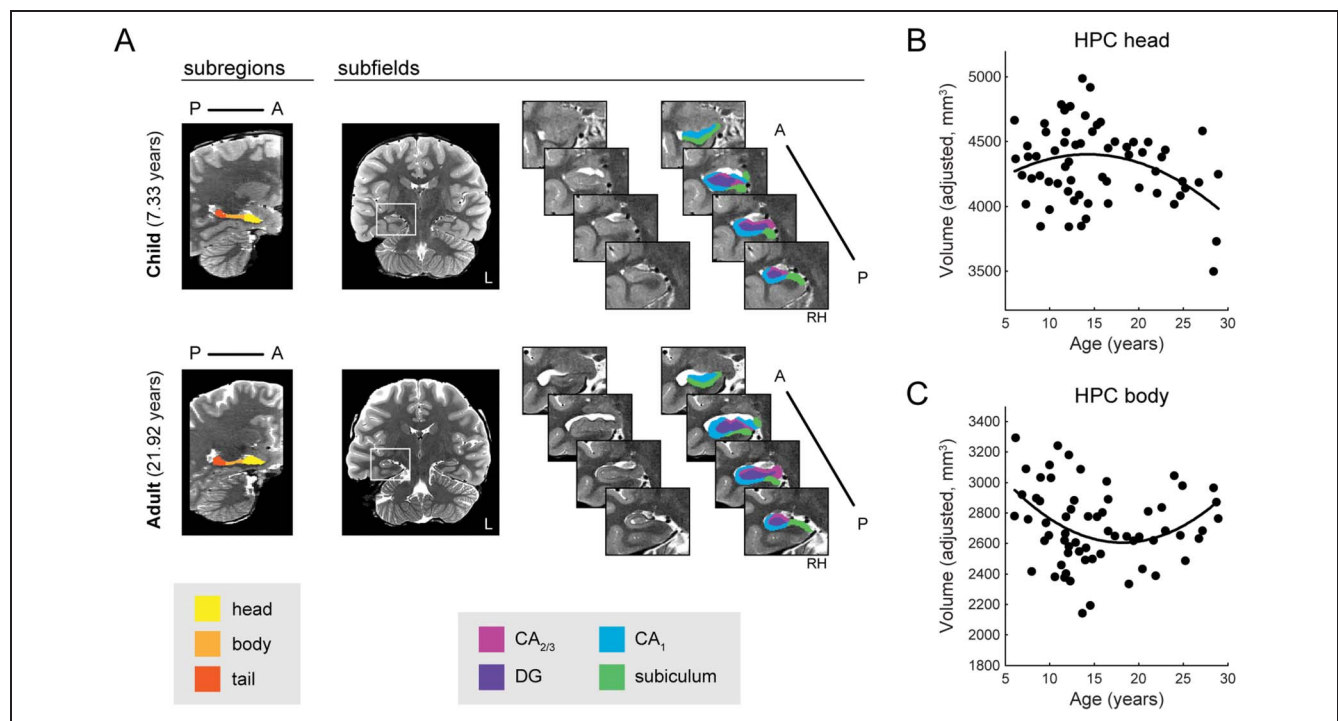 A
subregions
subfields
P A
Child (7.33 years)
L
A
P
RH
P A
Adult (21.92 years)
L
A
P
RH
head
body
tail
CA2/3
CA1
DG
subiculum
B
HPC head
Volume (adjusted, mm³)
5000
4500
4000
3500
5 10 15 20 25 30
Age (years)
C
HPC body
Volume (adjusted, mm³)
3400
3200
3000
2800
2600
2400
2200
2000
1800
5 10 15 20 25 30
Age (years)